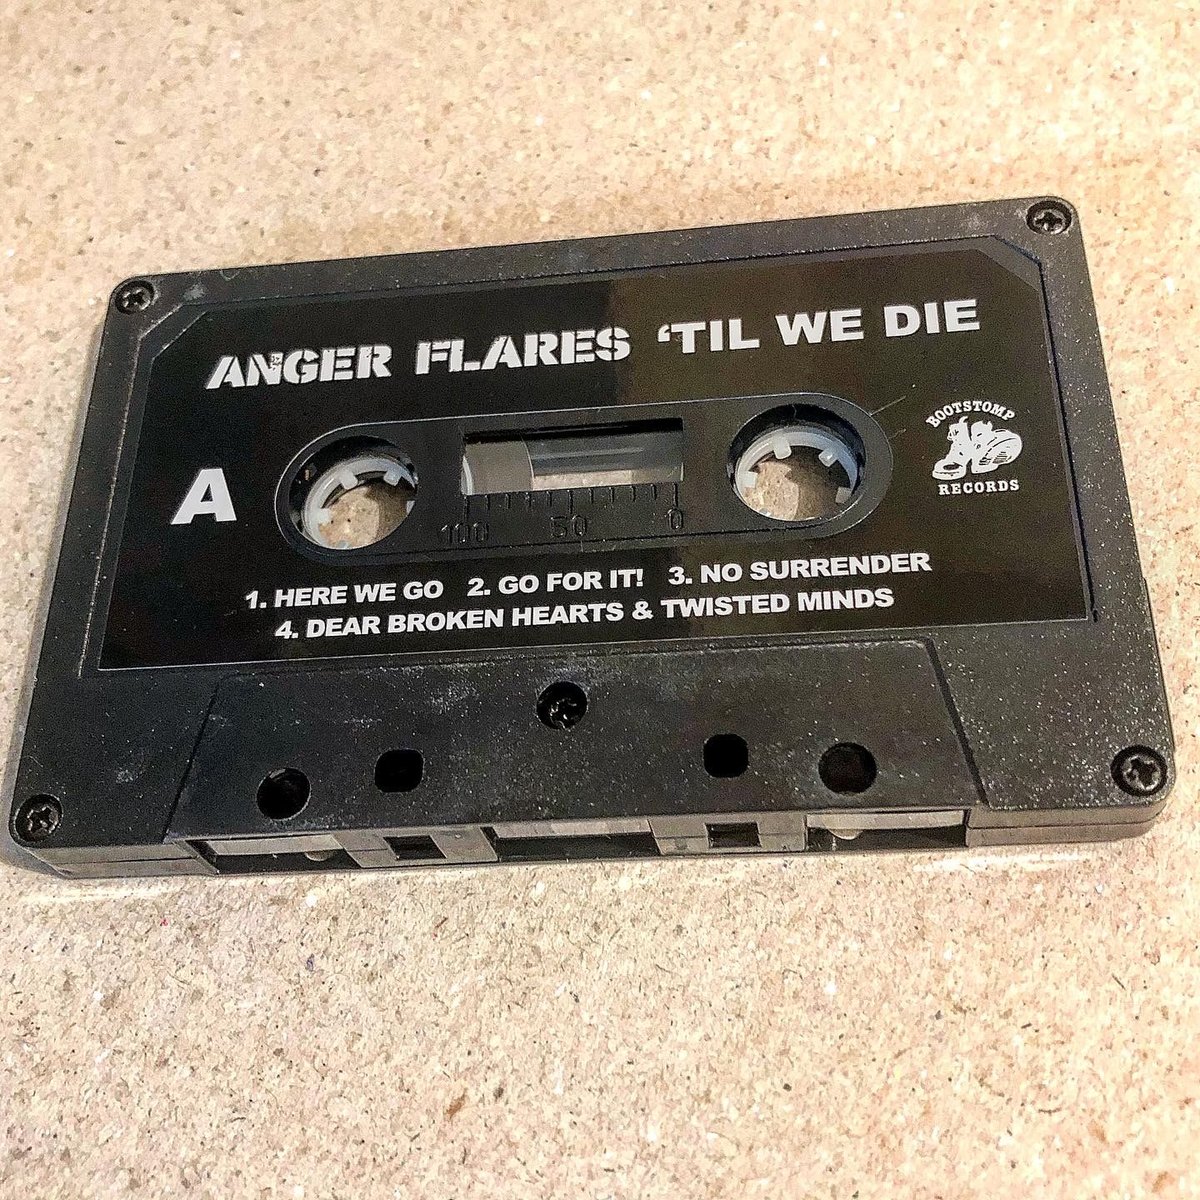 ANGER FLARES ‘TIL WE DIE
BOOTSTOMP
RECORDS
A
100 50 0
1. HERE WE GO 2. GO FOR IT! 3. NO SURRENDER
4. DEAR BROKEN HEARTS & TWISTED MINDS